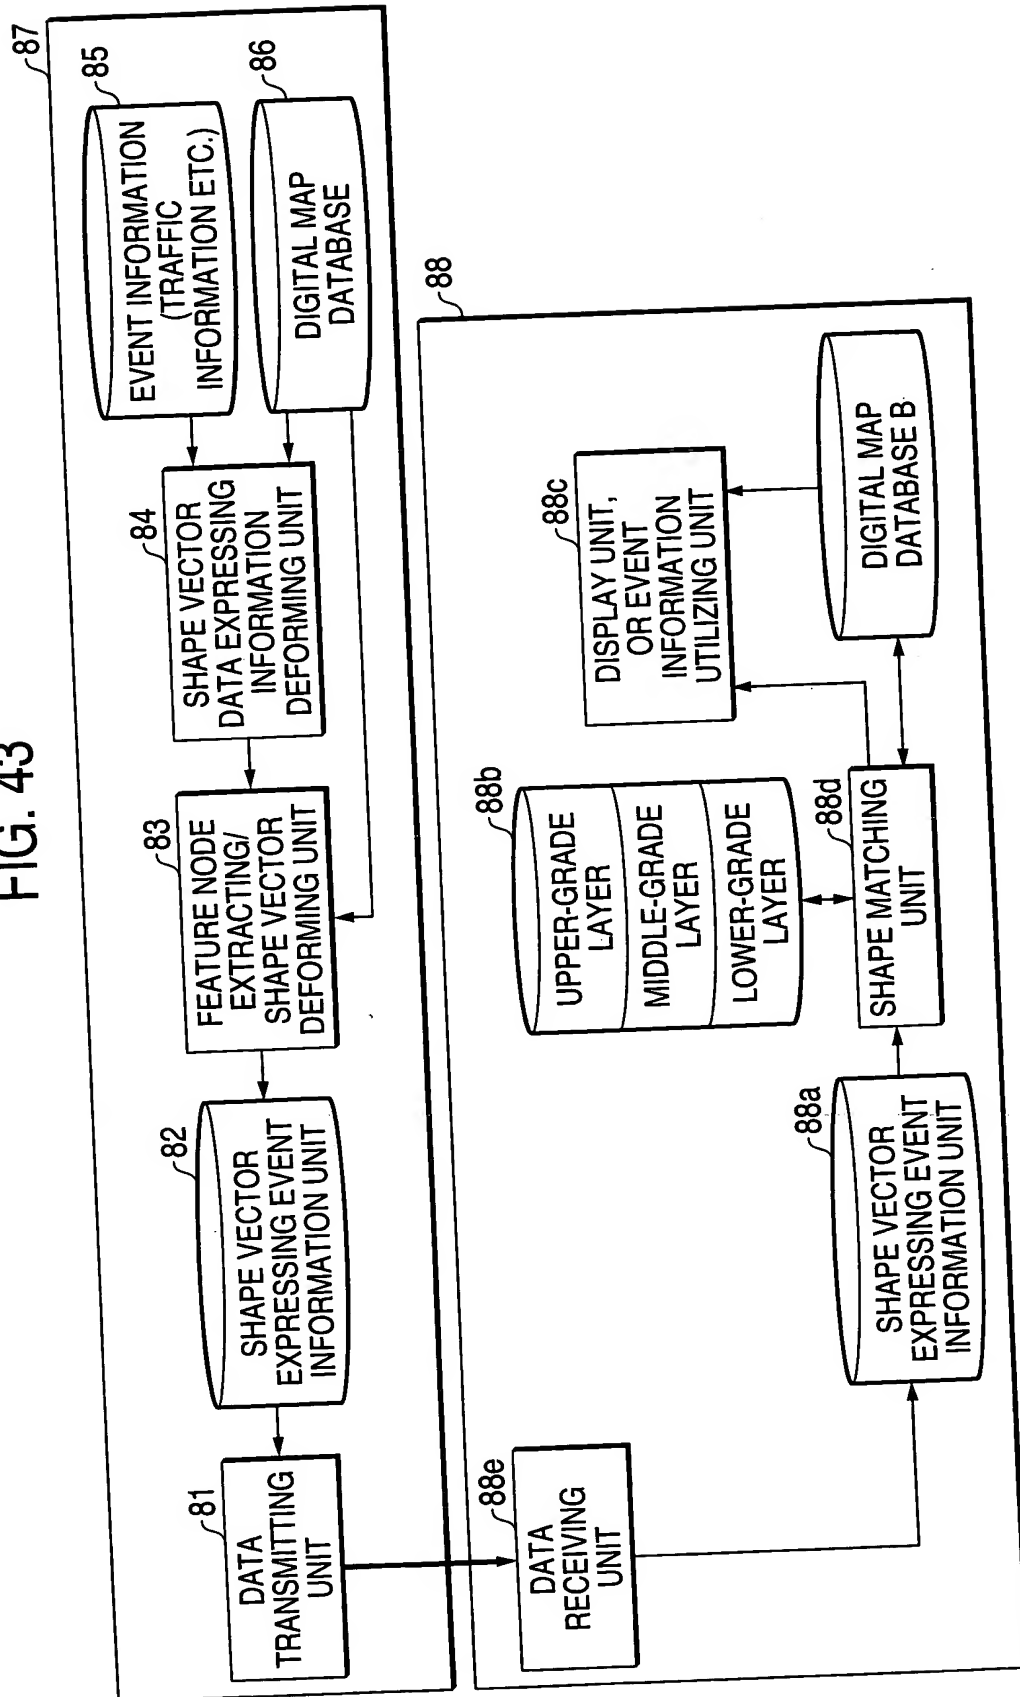 FIG. 43
87
81
DATA
TRANSMITTING
UNIT
82
SHAPE VECTOR
EXPRESSING EVENT
INFORMATION UNIT
83
FEATURE NODE
EXTRACTING/
SHAPE VECTOR
DEFORMING UNIT
84
SHAPE VECTOR
DATA EXPRESSING
INFORMATION
DEFORMING UNIT
85
EVENT INFORMATION
(TRAFFIC
INFORMATION ETC.)
86
DIGITAL MAP
DATABASE
88
88e
DATA
RECEIVING
UNIT
88b
UPPER-GRADE
LAYER
MIDDLE-GRADE
LAYER
LOWER-GRADE
LAYER
88c
DISPLAY UNIT,
OR EVENT
INFORMATION
UTILIZING UNIT
88a
SHAPE VECTOR
EXPRESSING EVENT
INFORMATION UNIT
88d
SHAPE MATCHING
UNIT
DIGITAL MAP
DATABASE B